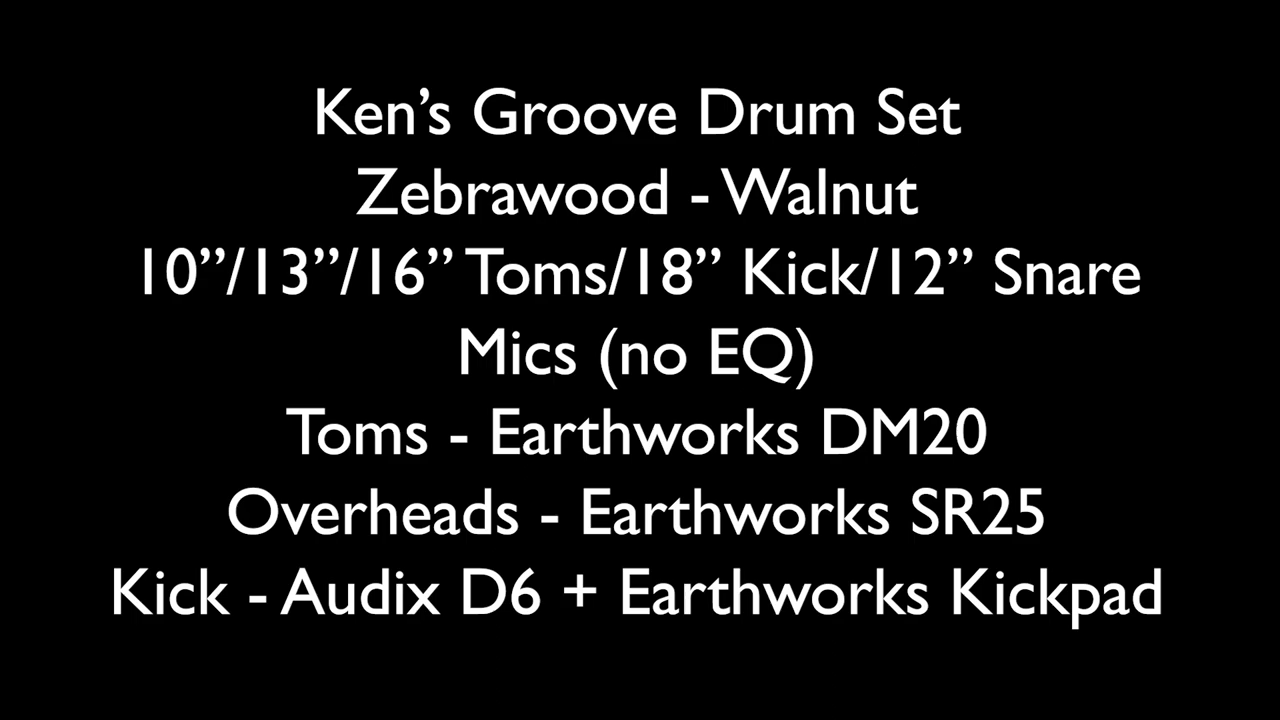 Ken’s Groove Drum Set
Zebrawood - Walnut
10”/13”/16” Toms/18” Kick/12” Snare
Mics (no EQ)
Toms - Earthworks DM20
Overheads - Earthworks SR25
Kick - Audix D6 + Earthworks Kickpad